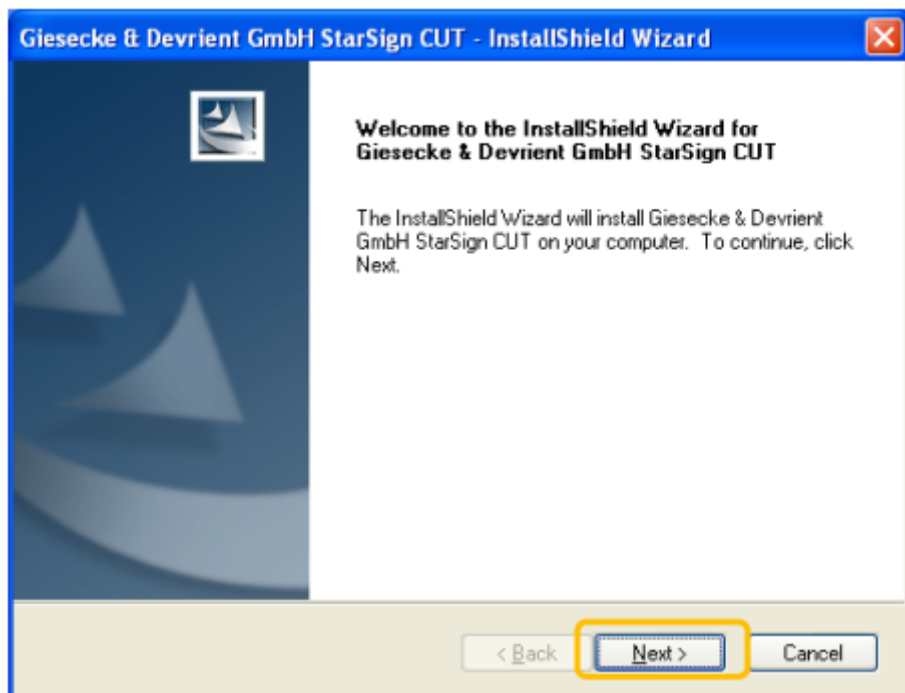 Giesecke & Devrient GmbH StarSign CUT - InstallShield Wizard
Welcome to the InstallShield Wizard for
Giesecke & Devrient GmbH StarSign CUT
The InstallShield Wizard will install Giesecke & Devrient
GmbH StarSign CUT on your computer.  To continue, click
Next.
< Back
Next >
Cancel